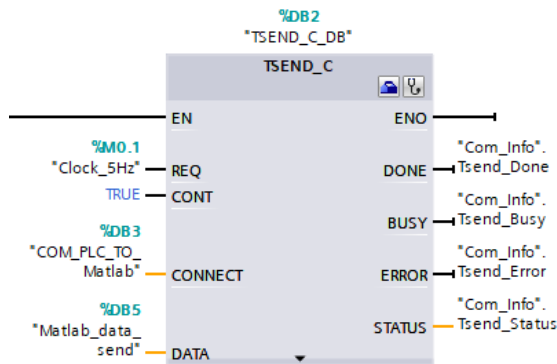 %DB2
"TSEND_C_DB"
TSEND_C
EN
ENO
%M0.1
"Clock_5Hz"
REQ
TRUE
CONT
%DB3
"COM_PLC_TO_
Matlab"
CONNECT
%DB5
"Matlab_data_
send"
DATA
DONE
"Com_Info".
Tsend_Done
BUSY
"Com_Info".
Tsend_Busy
ERROR
"Com_Info".
Tsend_Error
STATUS
"Com_Info".
Tsend_Status